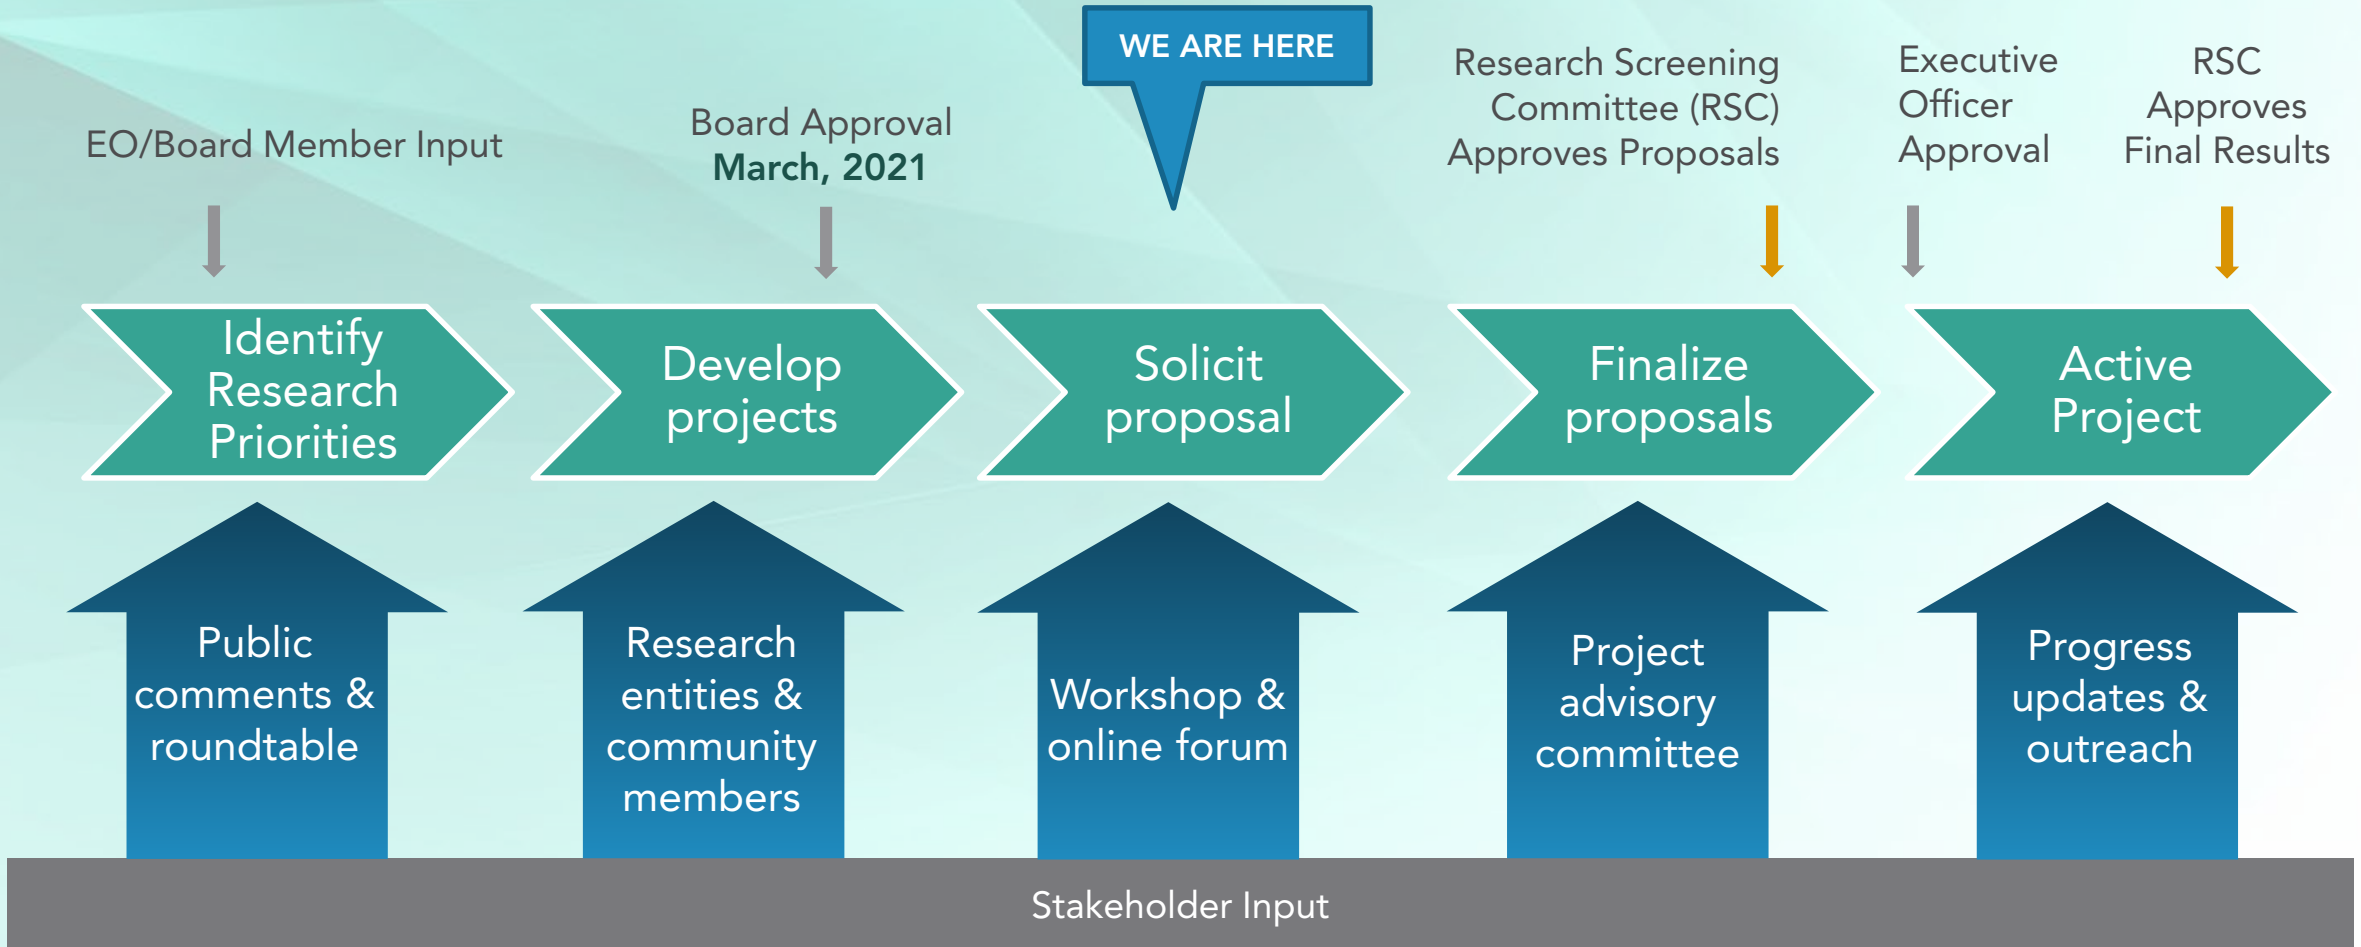 WE ARE HERE
EO/Board Member Input
Board Approval
March, 2021
Research Screening
Committee (RSC)
Approves Proposals
Executive
Officer
Approval
RSC
Approves
Final Results
Identify
Research
Priorities
Develop
projects
Solicit
proposal
Finalize
proposals
Active
Project
Public
comments &
roundtable
Research
entities &
community
members
Workshop &
online forum
Project
advisory
committee
Progress
updates &
outreach
Stakeholder Input